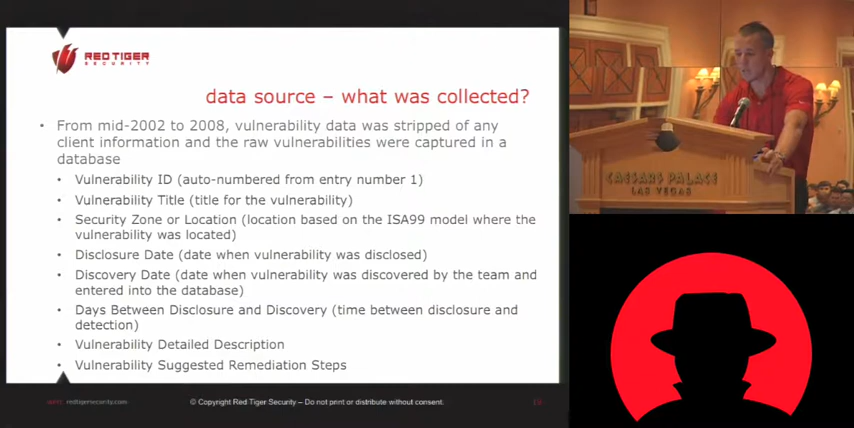 RED TIGER
SECURITY
data source – what was collected?
• From mid-2002 to 2008, vulnerability data was stripped of any
client information and the raw vulnerabilities were captured in a
database
• Vulnerability ID (auto-numbered from entry number 1)
• Vulnerability Title (title for the vulnerability)
• Security Zone or Location (location based on the ISA99 model where the
vulnerability was located)
• Disclosure Date (date when vulnerability was disclosed)
• Discovery Date (date when vulnerability was discovered by the team and
entered into the database)
• Days Between Disclosure and Discovery (time between disclosure and
detection)
• Vulnerability Detailed Description
• Vulnerability Suggested Remediation Steps
redtigersecurity.com
© Copyright Red Tiger Security – Do not print or distribute without consent.
CAESARS PALACE
LAS VEGAS